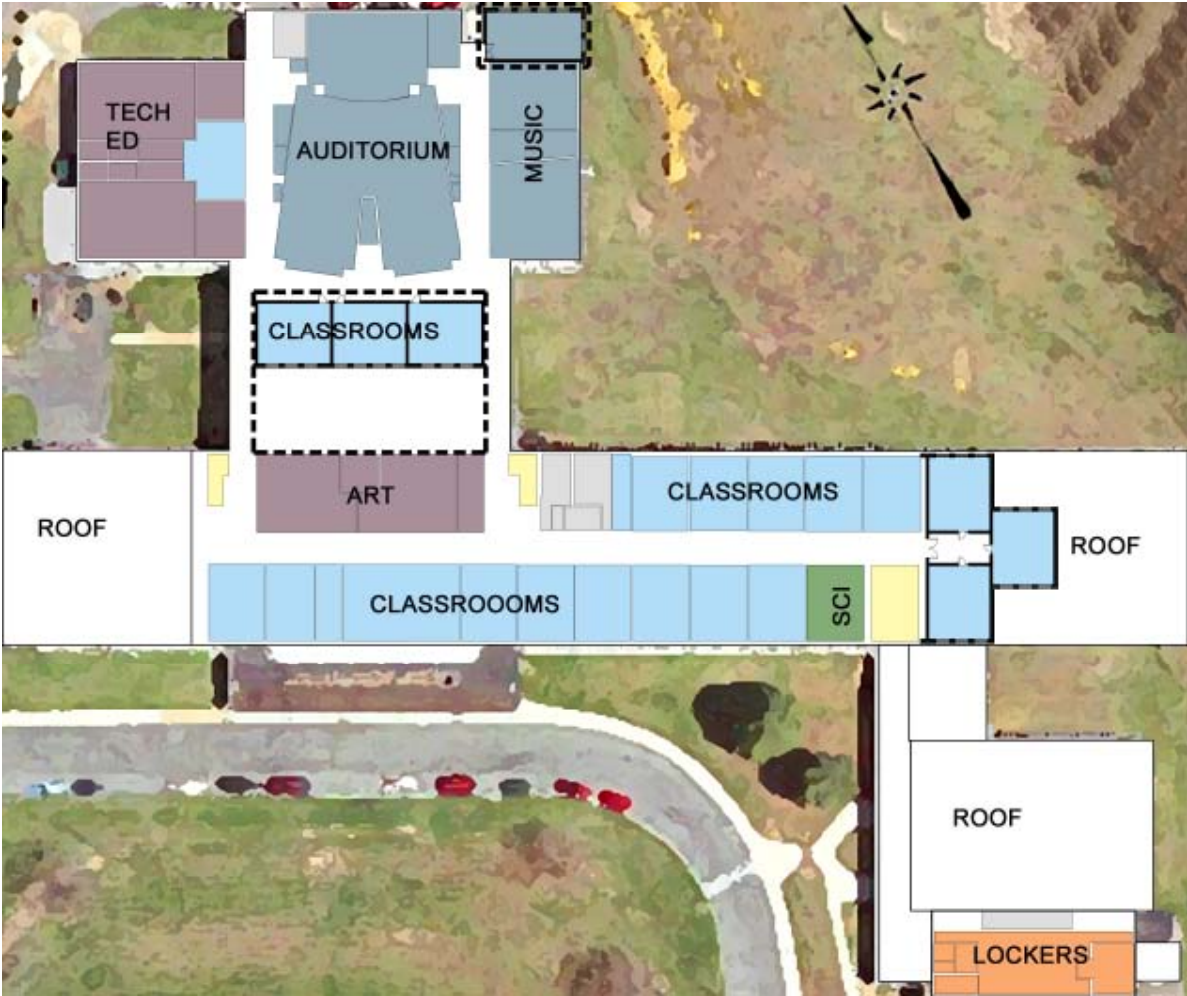 TECH
ED
AUDITORIUM
MUSIC
CLASSROOMS
ART
CLASSROOMS
ROOF
ROOF
CLASSROOOMS
SCI
ROOF
LOCKERS